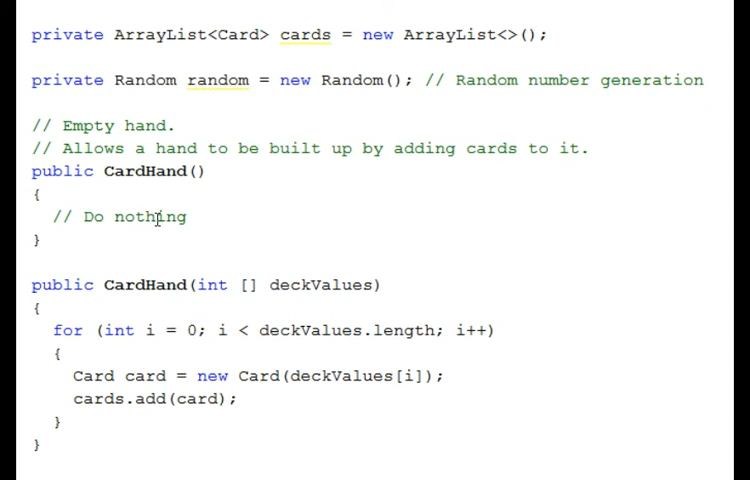 private ArrayList<Card> cards = new ArrayList<>();
private Random random = new Random(); // Random number generation
// Empty hand.
// Allows a hand to be built up by adding cards to it.
public CardHand()
{
// Do nothing
}
public CardHand(int [] deckValues)
{
for (int i = 0; i < deckValues.length; i++)
{
Card card = new Card(deckValues[i]);
cards.add(card);
}
}